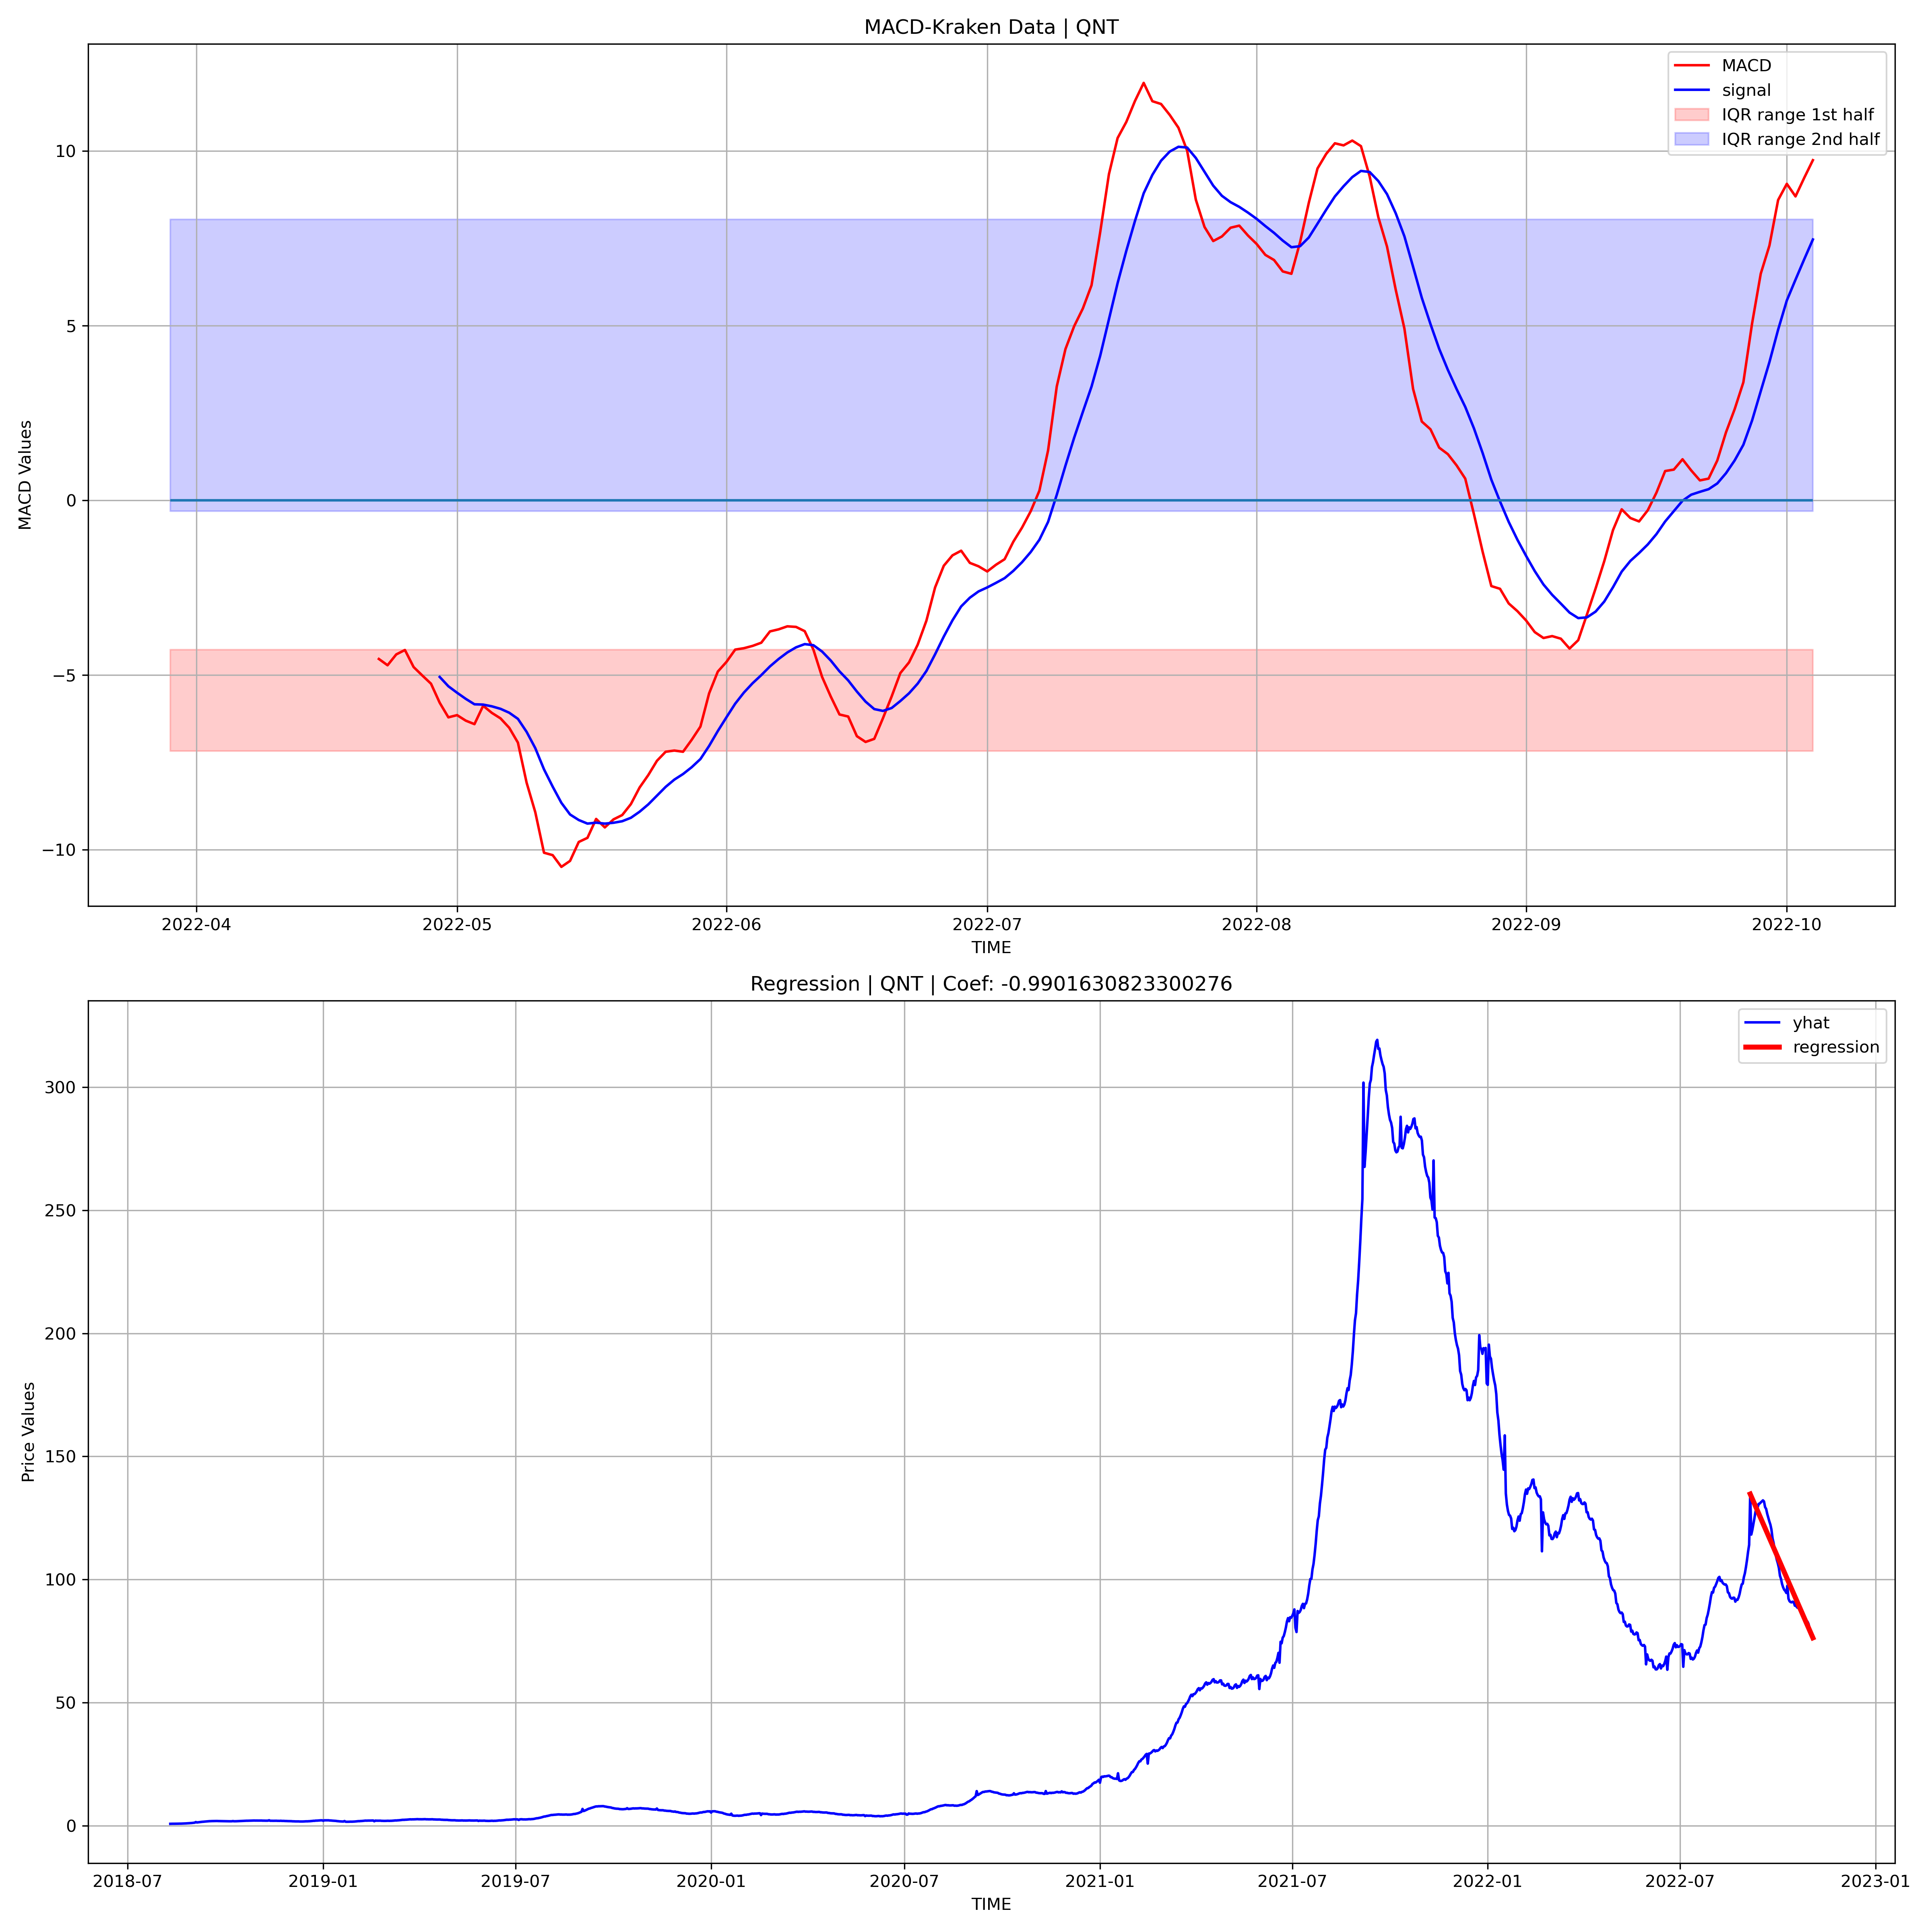 MACD-Kraken Data | QNT
MACD
signal
IQR range 1st half
IQR range 2nd half
MACD Values
10
5
0
−5
−10
2022-04 2022-05 2022-06 2022-07 2022-08 2022-09 2022-10
TIME
Regression | QNT | Coef: -0.9901630823300276
yhat
regression
Price Values
300
250
200
150
100
50
0
2018-07 2019-01 2019-07 2020-01 2020-07 2021-01 2021-07 2022-01 2022-07 2023-01
TIME